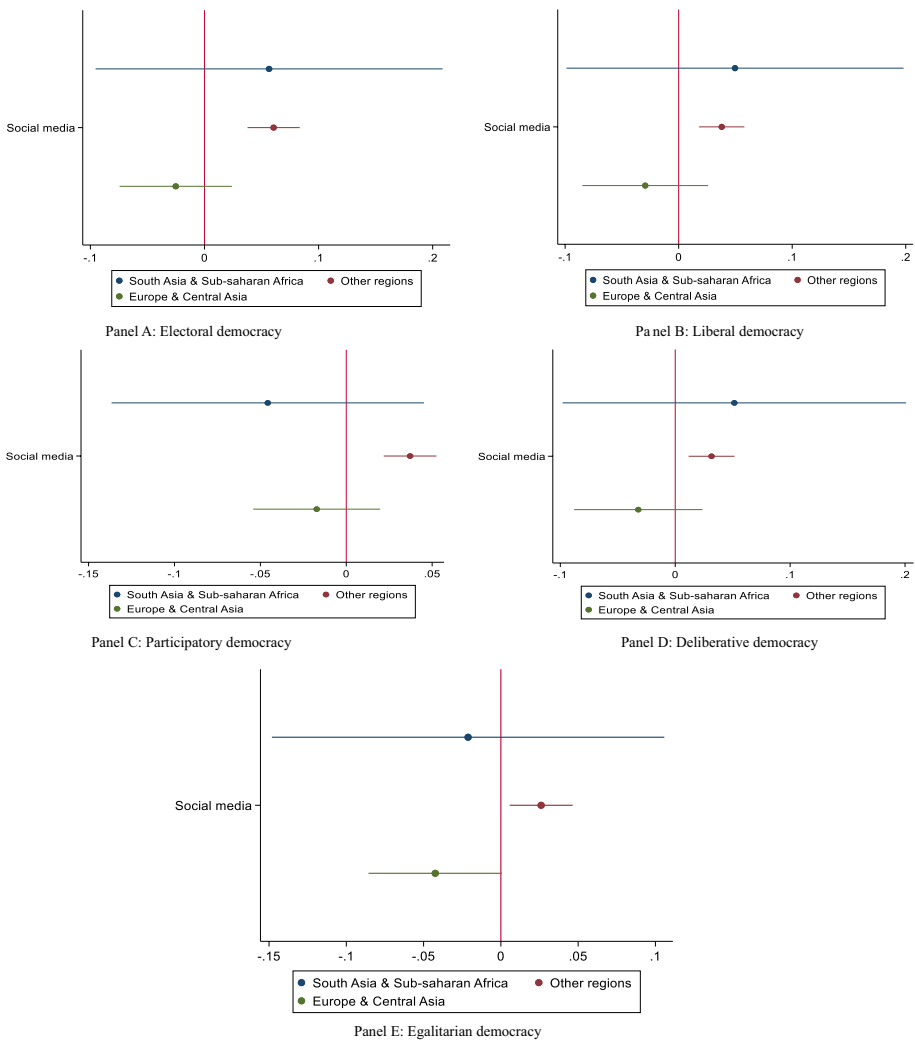 Social media
-.1 0 .1 .2
South Asia & Sub-saharan Africa Other regions
Europe & Central Asia
Panel A: Electoral democracy
Social media
-.1 0 .1 .2
South Asia & Sub-saharan Africa Other regions
Europe & Central Asia
Panel B: Liberal democracy
Social media
-.15 -.1 -.05 0 .05
South Asia & Sub-saharan Africa Other regions
Europe & Central Asia
Panel C: Participatory democracy
Social media
-.1 0 .1 .2
South Asia & Sub-saharan Africa Other regions
Europe & Central Asia
Panel D: Deliberative democracy
Social media
-.15 -.1 -.05 0 .05 .1
South Asia & Sub-saharan Africa Other regions
Europe & Central Asia
Panel E: Egalitarian democracy